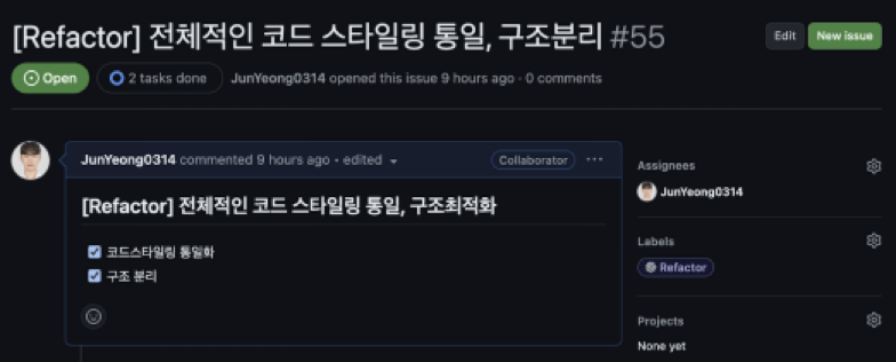 [Refactor] 전체적인 코드 스타일링 통일, 구조분리 #55
Edit
New issue
Open
2 tasks done
JunYeong0314 opened this issue 9 hours ago · 0 comments
JunYeong0314 commented 9 hours ago • edited
Collaborator
[Refactor] 전체적인 코드 스타일링 통일, 구조최적화
코드스타일링 통일화
구조 분리
Assignees
JunYeong0314
Labels
Refactor
Projects
None yet